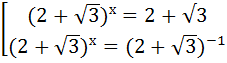 (2 + √3)ˣ = 2 + √3
(2 + √3)ˣ = (2 + √3)⁻¹